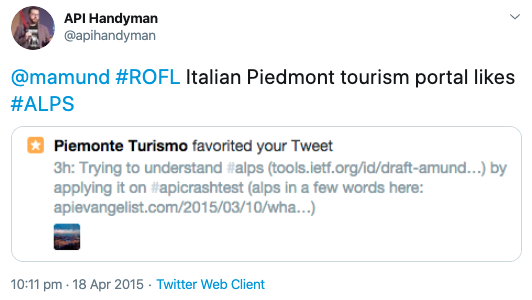 API Handyman
@apihandyman
@mamund #ROFL Italian Piedmont tourism portal likes
#ALPS
Piemonte Turismo favorited your Tweet
3h: Trying to understand #alps (tools.ietf.org/id/draft-amund...) by
applying it on #apicrashtest (alps in a few words here:
apievangelist.com/2015/03/10/wha...)
10:11 pm · 18 Apr 2015 · Twitter Web Client